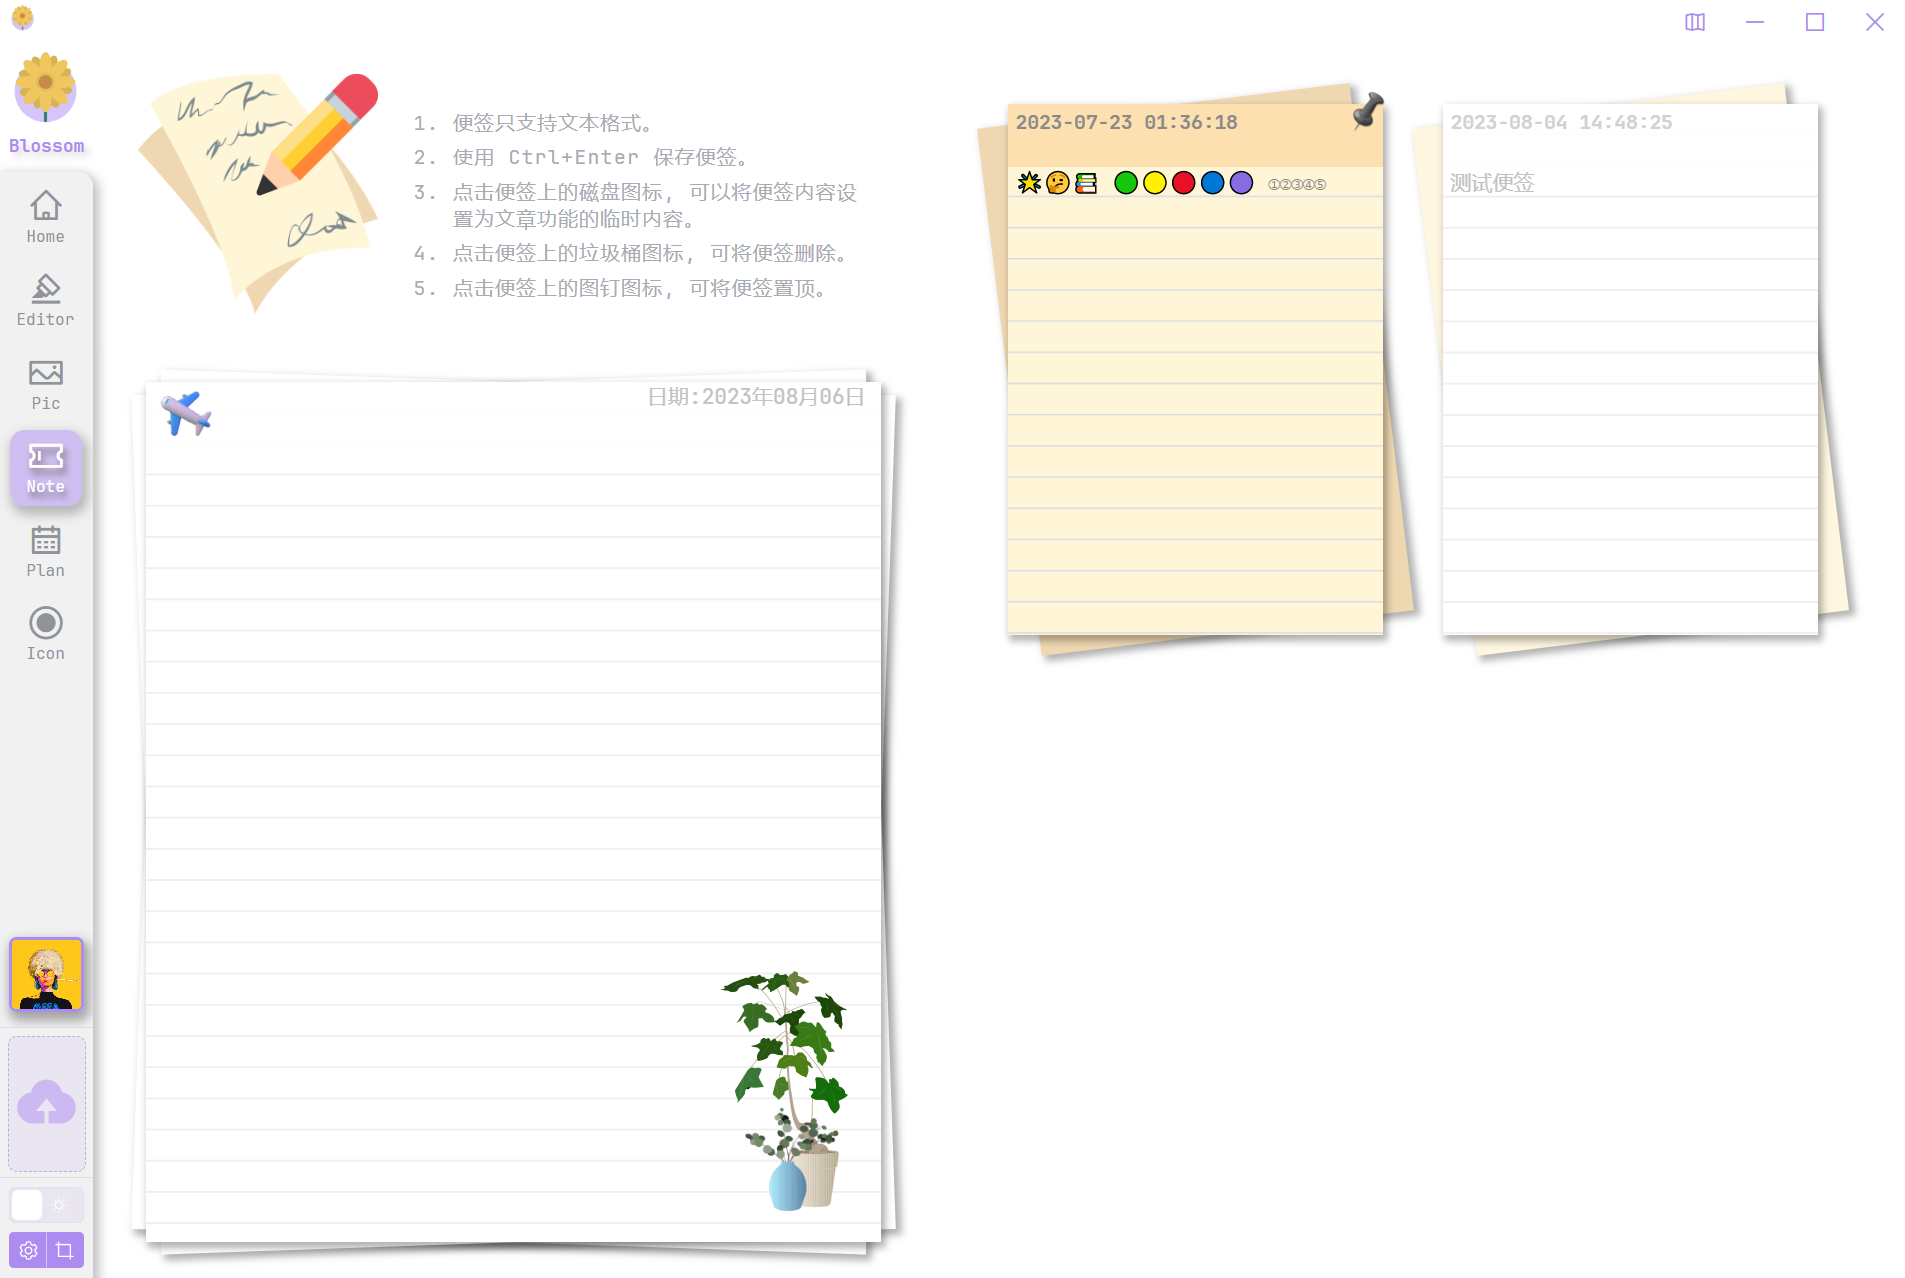 Blossom
Home
Editor
Pic
Note
Plan
Icon
1. 便签只支持文本格式。
2. 使用 Ctrl+Enter 保存便签。
3. 点击便签上的磁盘图标, 可以将便签内容设
置为文章功能的临时内容。
4. 点击便签上的垃圾桶图标, 可将便签删除。
5. 点击便签上的图钉图标, 可将便签置顶。
日期:2023年08月06日
2023-07-23 01:36:18
🌟🤔📚 🟢🟡🔴🔵🟣 ①②③④⑤
2023-08-04 14:48:25
测试便签